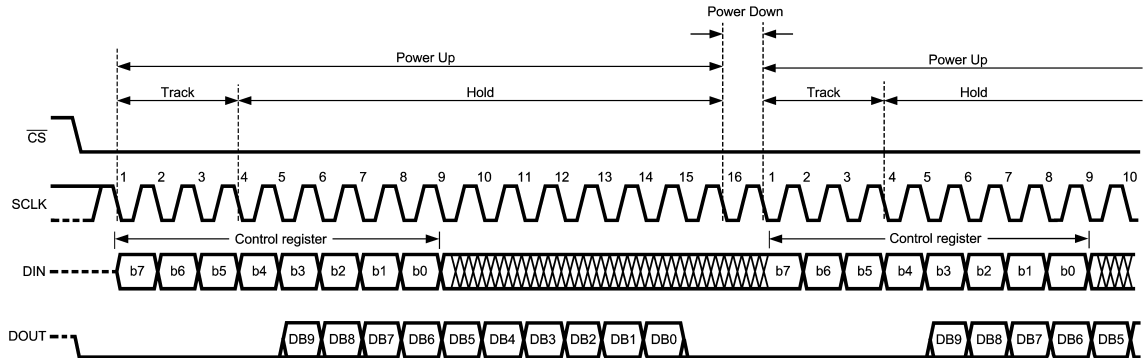 Power Down
Power Up
Power Up
Track
Hold
Track
Hold
CS
1 2 3 4 5 6 7 8 9 10 11 12 13 14 15 16 1 2 3 4 5 6 7 8 9 10
SCLK
Control register
Control register
DIN
b7 b6 b5 b4 b3 b2 b1 b0 b7 b6 b5 b4 b3 b2 b1 b0
DOUT
DB9 DB8 DB7 DB6 DB5 DB4 DB3 DB2 DB1 DB0 DB9 DB8 DB7 DB6 DB5